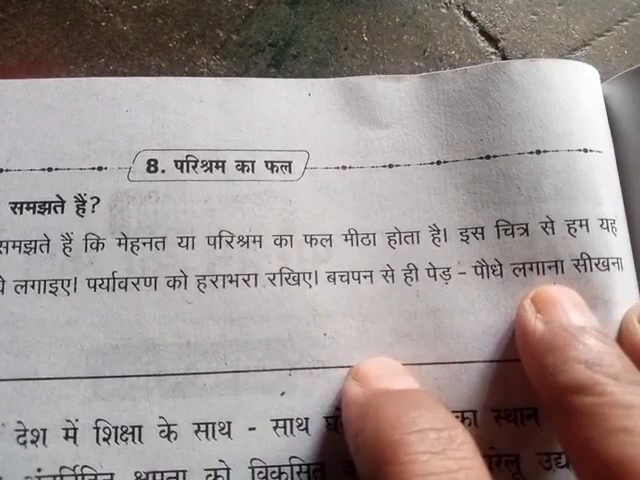 8. परिश्रम का फल
समझते हैं?
समझते हैं कि मेहनत या परिश्रम का फल मीठा होता है। इस चित्र से हम यह
लगाइए। पर्यावरण को हराभरा रखिए। बचपन से ही पेड़ - पौधे लगाना सीखना
देश में शिक्षा के साथ - साथ का स्थान
क्षमता को विकसित